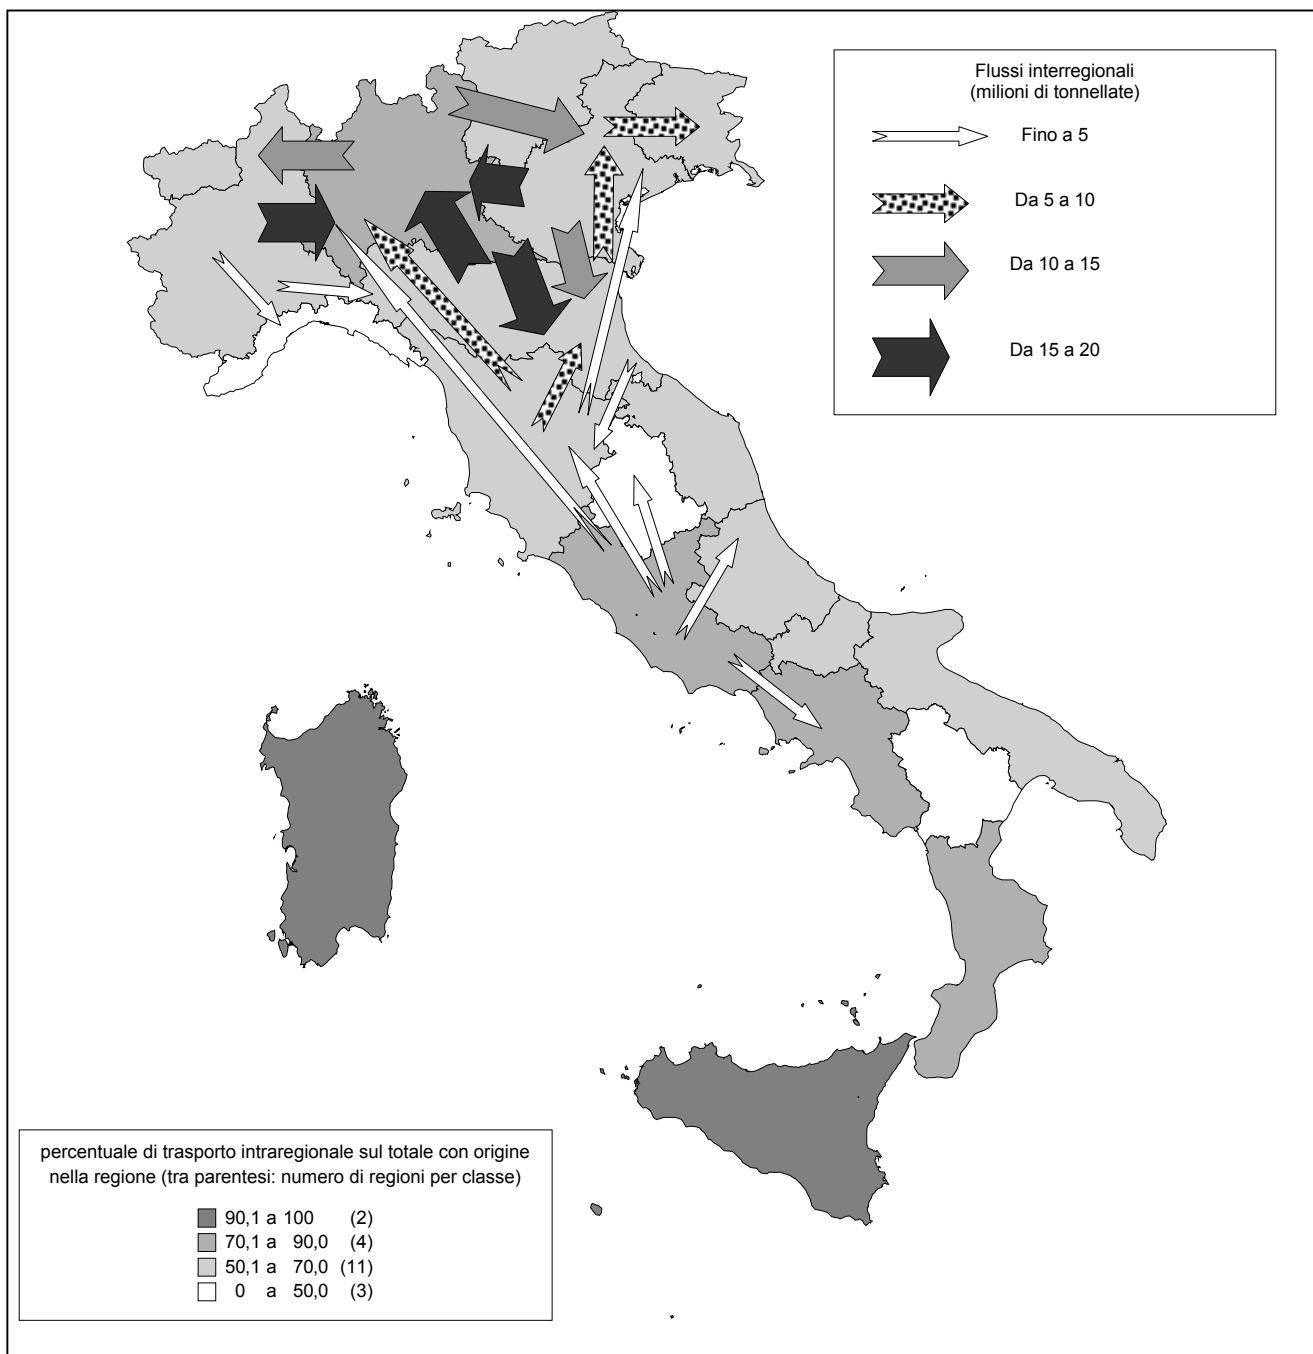 Flussi interregionali
(milioni di tonnellate)
Fino a 5
Da 5 a 10
Da 10 a 15
Da 15 a 20
percentuale di trasporto intraregionale sul totale con origine
nella regione (tra parentesi: numero di regioni per classe)
90,1 a 100 (2)
70,1 a 90,0 (4)
50,1 a 70,0 (11)
0 a 50,0 (3)